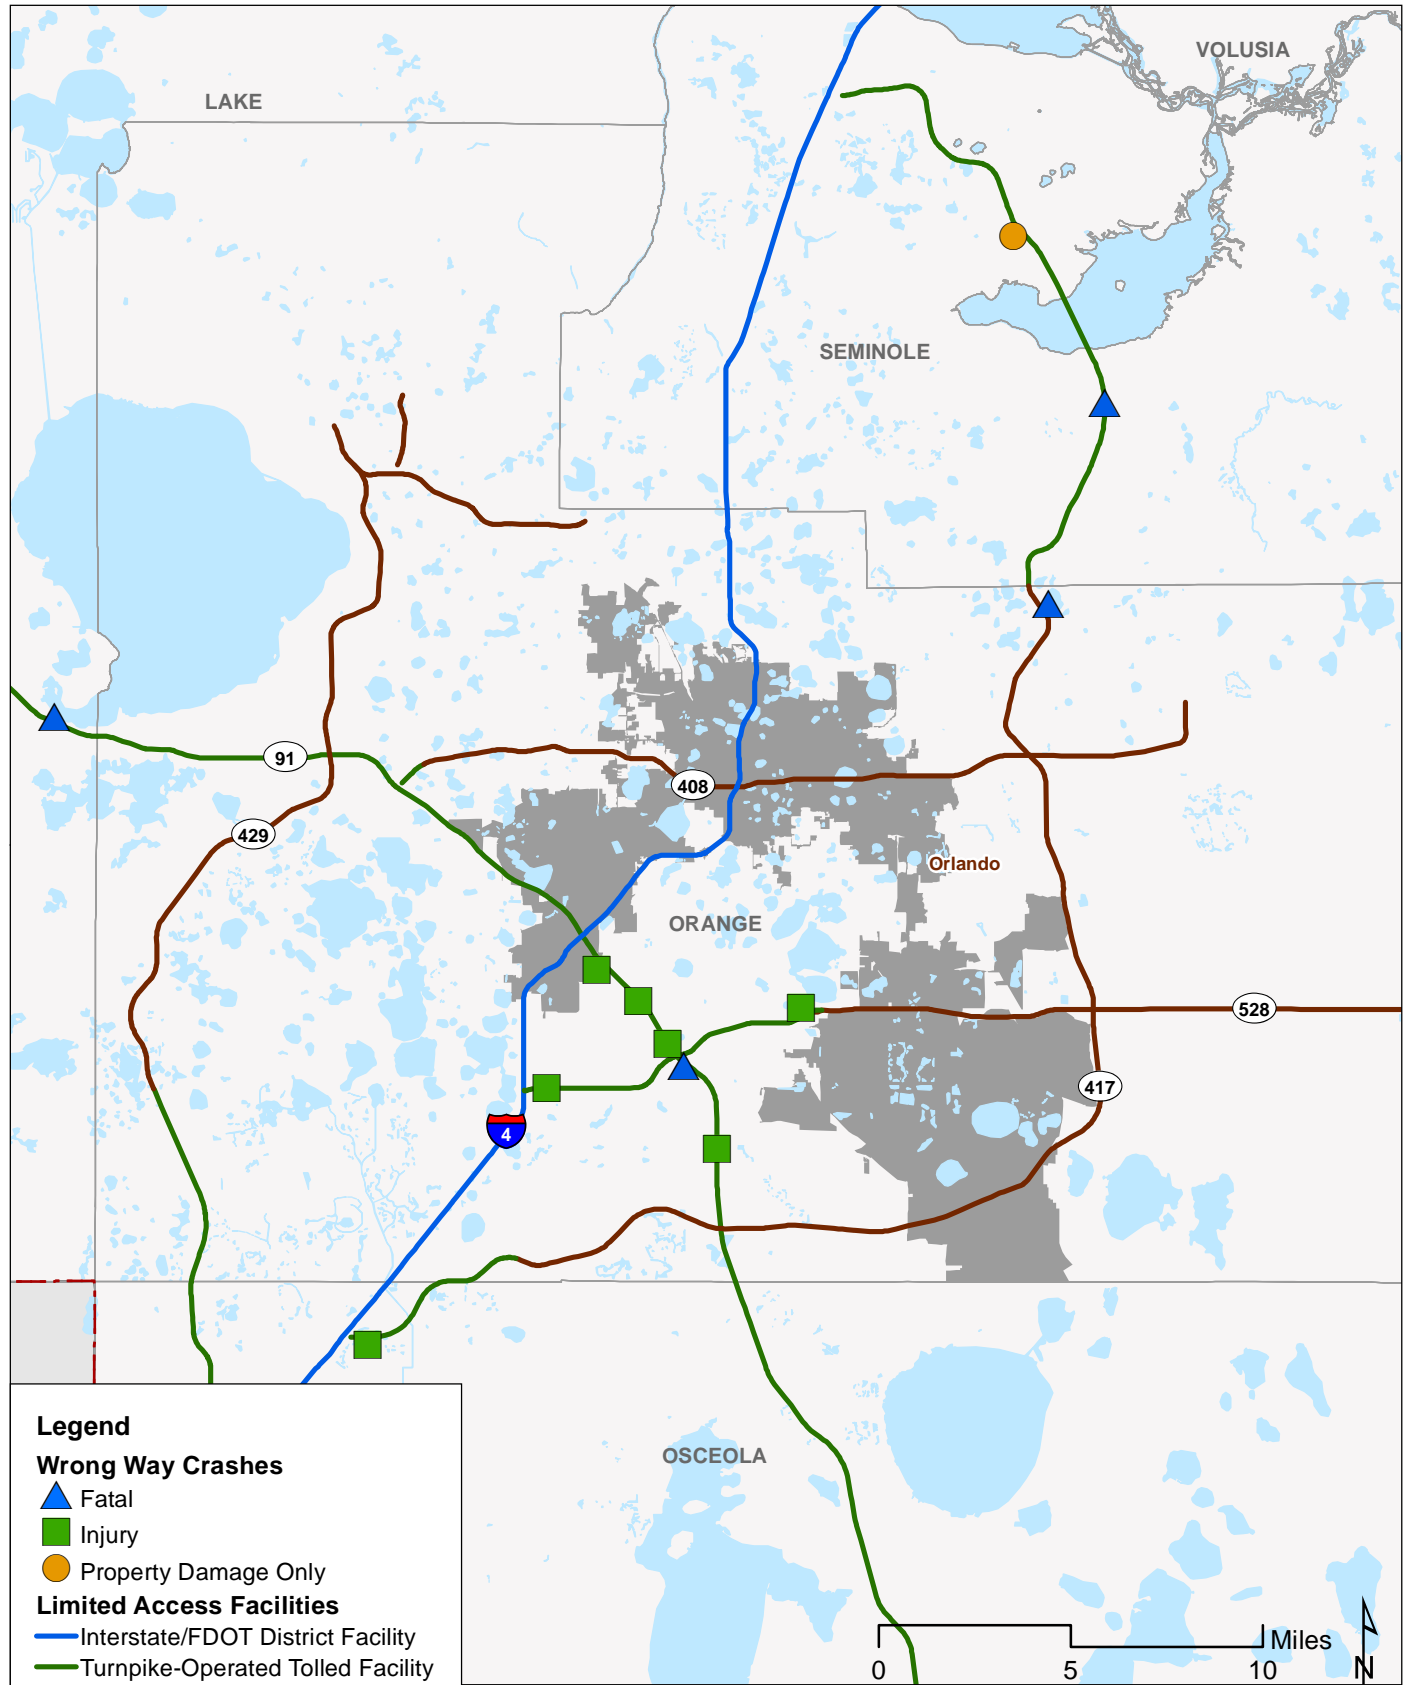 VOLUSIA
LAKE
SEMINOLE
91
408
429
Orlando
ORANGE
528
417
4
OSCEOLA
Legend
Wrong Way Crashes
Fatal
Injury
Property Damage Only
Limited Access Facilities
Interstate/FDOT District Facility
Turnpike-Operated Tolled Facility
Miles
0 5 10
N